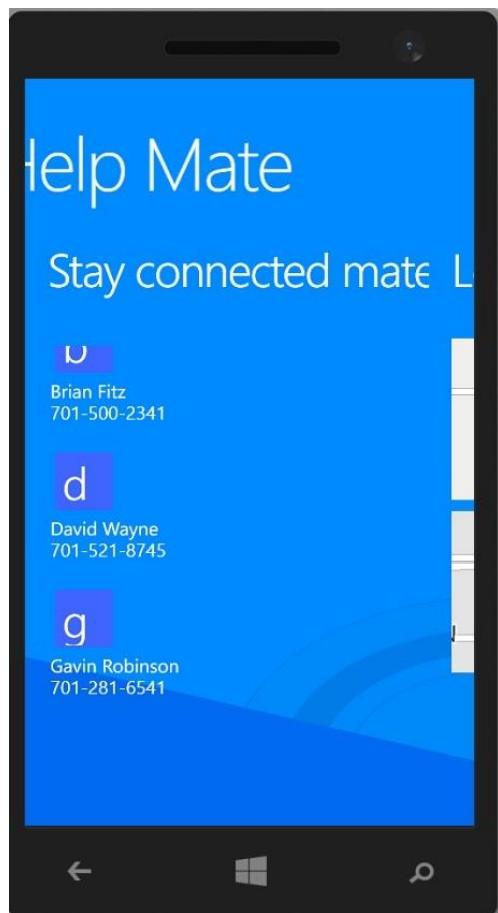 Help Mate
Stay connected mate
b
Brian Fitz
701-500-2341
d
David Wayne
701-521-8745
g
Gavin Robinson
701-281-6541